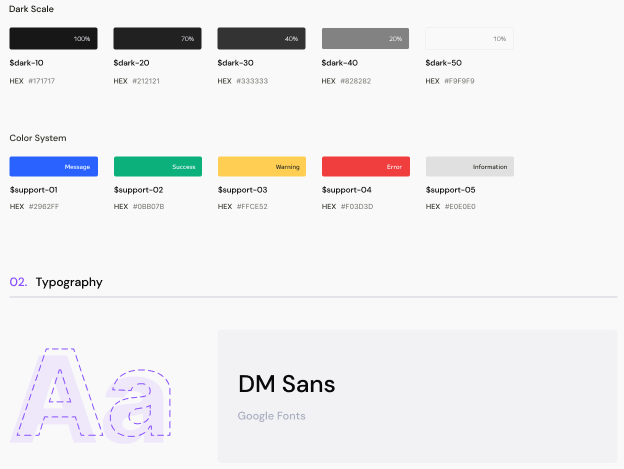 Dark Scale
100% 70% 40% 20% 10%
$dark-10 $dark-20 $dark-30 $dark-40 $dark-50
HEX #171717 HEX #212121 HEX #333333 HEX #828282 HEX #F9F9F9
Color System
Message Success Warning Error Information
$support-01 $support-02 $support-03 $support-04 $support-05
HEX #2962FF HEX #0BB07B HEX #FFCE52 HEX #F03D3D HEX #E0E0E0
02. Typography
Aa
DM Sans
Google Fonts